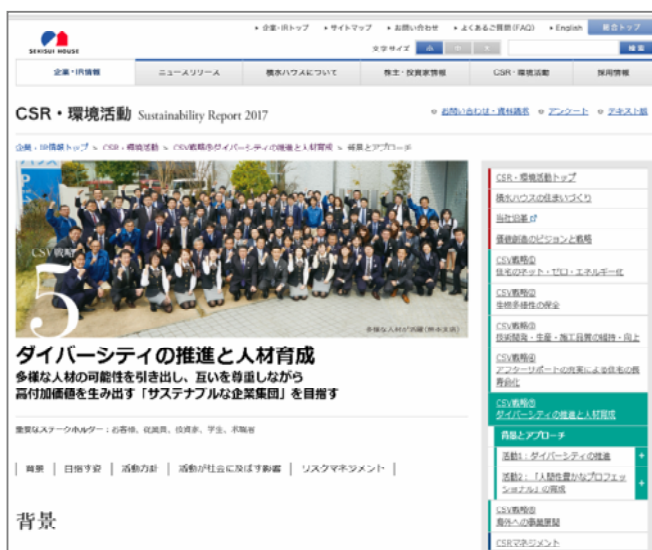 企業・IRトップ サイトマップ お問い合わせ よくあるご質問(FAQ) English 総合トップ
SEKISUI HOUSE
文字サイズ 小 中 大 検索
企業・IR情報 ニュースリリース 積水ハウスについて 株主・投資家情報 CSR・環境活動 採用情報
CSR・環境活動 Sustainability Report 2017
お問い合わせ・資料請求 アンケート テキスト版
企業・IR情報トップ > CSR・環境活動 > CSV戦略⑤ダイバーシティの推進と人材育成 > 背景とアプローチ
CSV戦略
5
多様な人材が活躍(熊本支店)
ダイバーシティの推進と人材育成
多様な人材の可能性を引き出し、互いを尊重しながら
高付加価値を生み出す「サステナブルな企業集団」を目指す
重要なステークホルダー：お客様、従業員、投資家、学生、求職者
背景 | 目指す姿 | 活動方針 | 活動が社会に及ぼす影響 | リスクマネジメント
背景
CSR・環境活動トップ
積水ハウスの住まいづくり
当社沿革
価値創造のビジョンと戦略
CSV戦略①
住宅のネット・ゼロ・エネルギー化
CSV戦略②
生物多様性の保全
CSV戦略③
技術開発・生産・施工品質の維持・向上
CSV戦略④
アフターサポートの充実による住宅の長
寿命化
CSV戦略⑤
ダイバーシティの推進と人材育成
背景とアプローチ
活動1：ダイバーシティの推進 +
活動2：「人間性豊かなプロフェッ
ショナル」の育成 +
CSV戦略⑥
海外への事業展開
CSRマネジメント